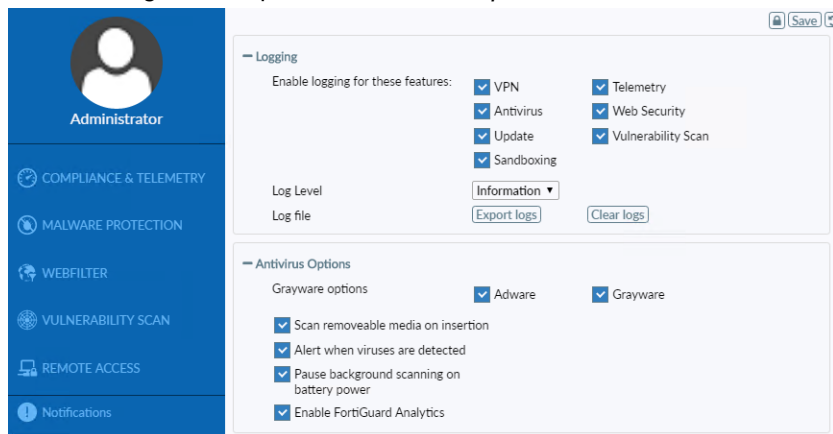 Save
Administrator
COMPLIANCE & TELEMETRY
MALWARE PROTECTION
WEBFILTER
VULNERABILITY SCAN
REMOTE ACCESS
Notifications
Logging
Enable logging for these features:
VPN
Telemetry
Antivirus
Web Security
Update
Vulnerability Scan
Sandboxing
Log Level
Information
Log file
Export logs
Clear logs
Antivirus Options
Grayware options
Adware
Grayware
Scan removeable media on insertion
Alert when viruses are detected
Pause background scanning on
battery power
Enable FortiGuard Analytics